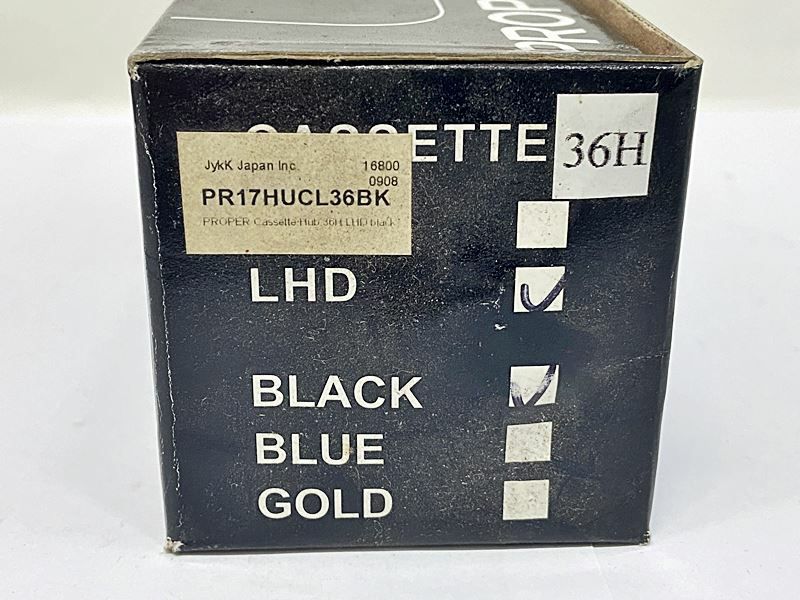 PROP
CASSETTE
36H
JykK Japan Inc. 16800
0908
PR17HUCL36BK
PROPER Cassette Hub 36H LHD black
LHD
BLACK
BLUE
GOLD